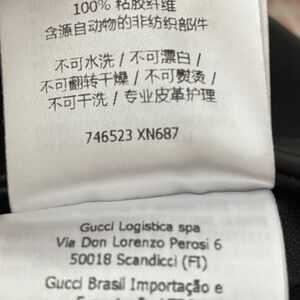 100% 粘胶纤维
含源自动物的非纺织部件
不可水洗 / 不可漂白 /
不可翻转干燥 / 不可熨烫 /
不可干洗 / 专业皮革护理
746523 XN687
Gucci Logistica spa
Via Don Lorenzo Perosi 6
50018 Scandicci (FI)
Gucci Brasil Importação e